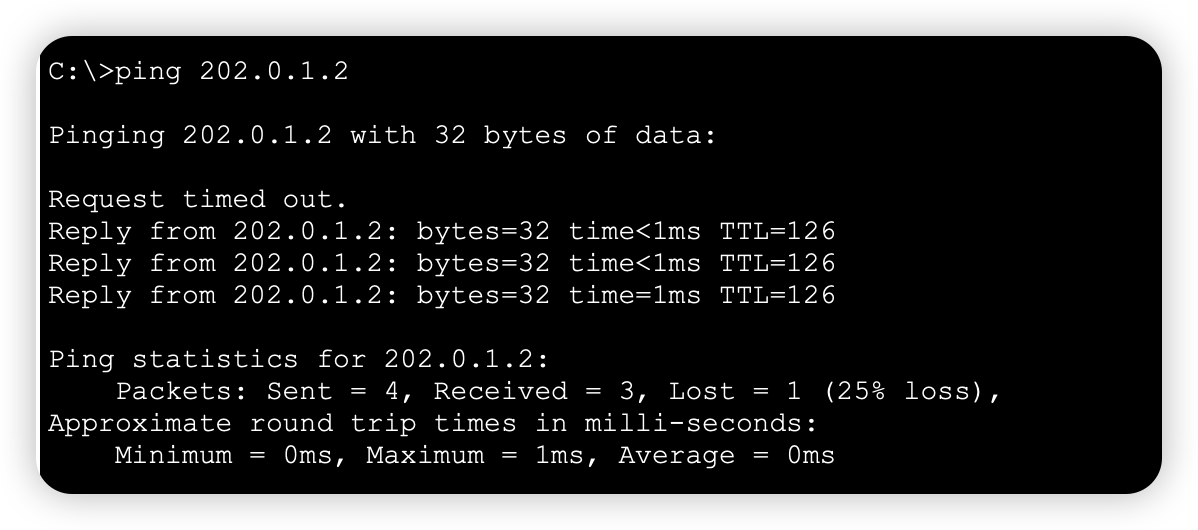 C:\>ping 202.0.1.2
Pinging 202.0.1.2 with 32 bytes of data:
Request timed out.
Reply from 202.0.1.2: bytes=32 time<1ms TTL=126
Reply from 202.0.1.2: bytes=32 time<1ms TTL=126
Reply from 202.0.1.2: bytes=32 time=1ms TTL=126
Ping statistics for 202.0.1.2:
    Packets: Sent = 4, Received = 3, Lost = 1 (25% loss),
Approximate round trip times in milli-seconds:
    Minimum = 0ms, Maximum = 1ms, Average = 0ms